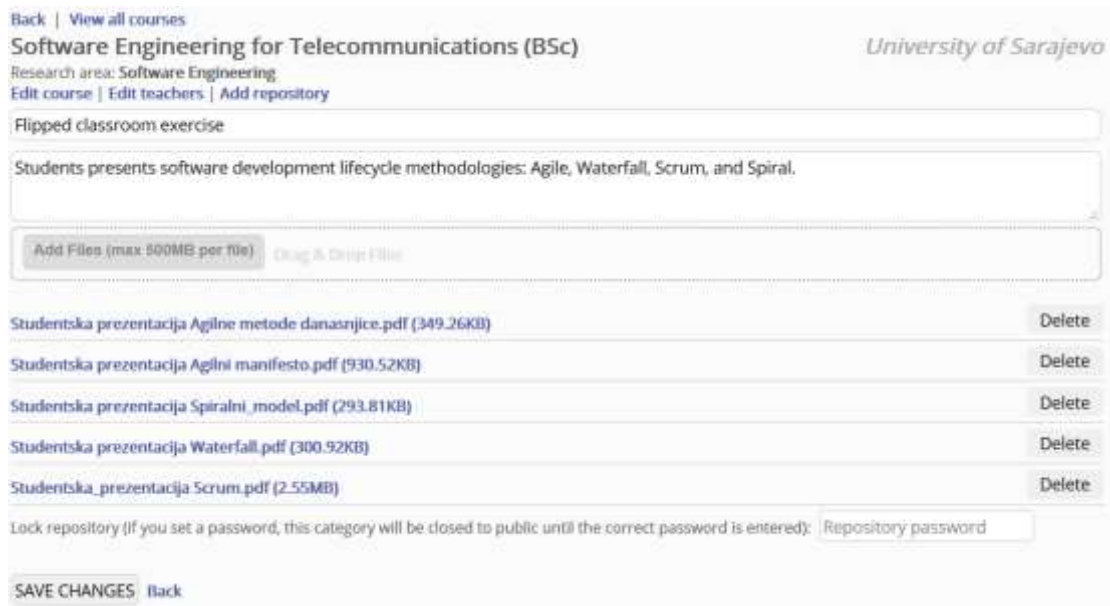 Back | View all courses
Software Engineering for Telecommunications (BSc)
University of Sarajevo
Research area: Software Engineering
Edit course | Edit teachers | Add repository
Flipped classroom exercise
Students presents software development lifecycle methodologies: Agile, Waterfall, Scrum, and Spiral.
Add Files (max 500MB per file) Drag & Drop Files
Studentska prezentacija Agilne metode danasnjice.pdf (349.26KB) Delete
Studentska prezentacija Agilni manifesto.pdf (930.52KB) Delete
Studentska prezentacija Spiralni_model.pdf (293.81KB) Delete
Studentska prezentacija Waterfall.pdf (300.92KB) Delete
Studentska_prezentacija Scrum.pdf (2.55MB) Delete
Lock repository (if you set a password, this category will be closed to public until the correct password is entered): Repository password
SAVE CHANGES Back